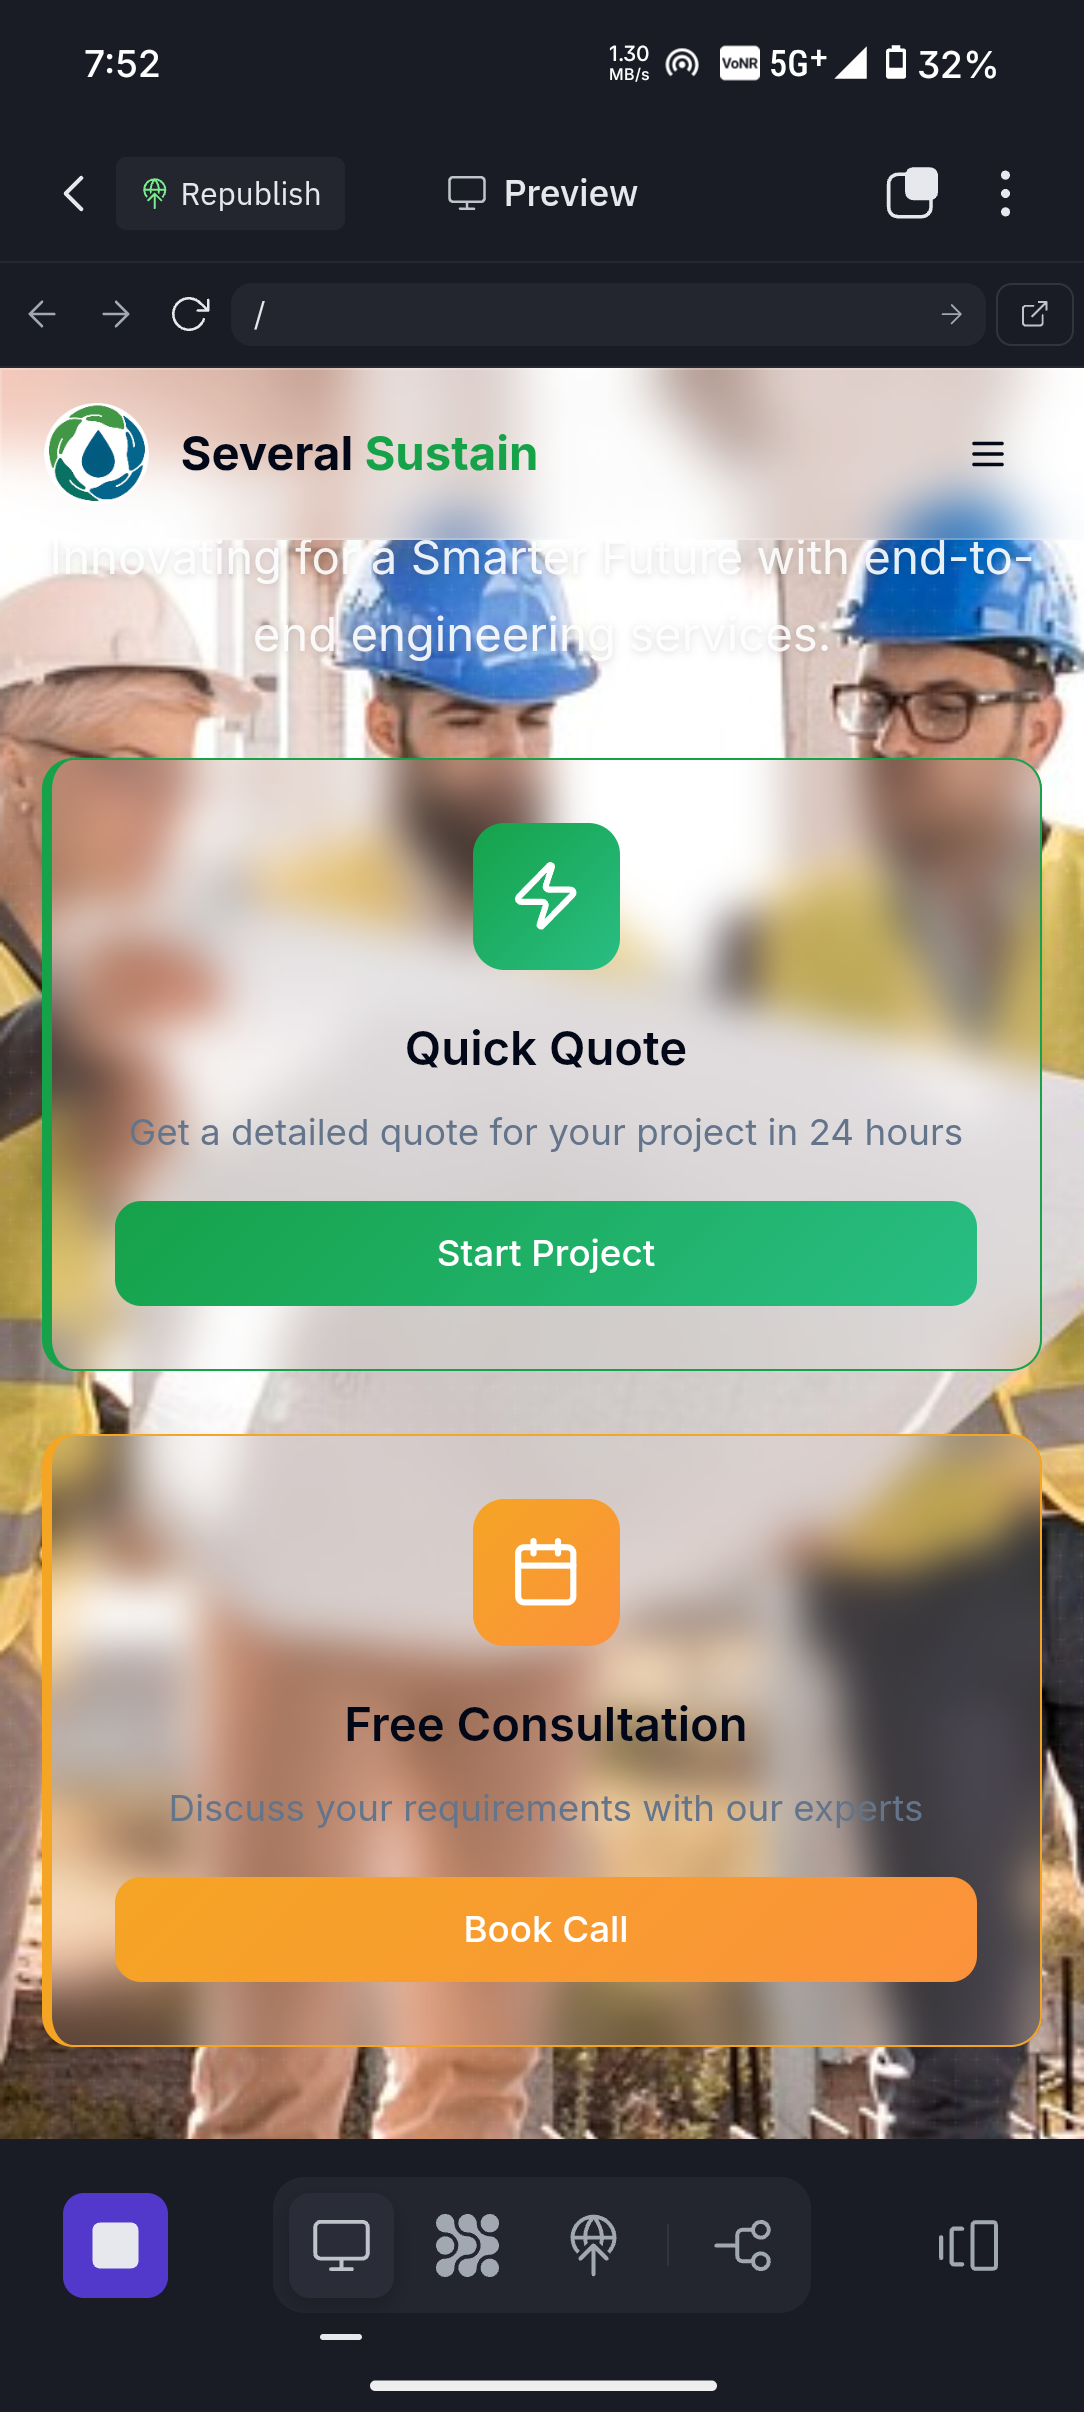 7:52
1.30
MB/s
VoNR
5G+
32%
Republish
Preview
/
Several Sustain
Innovating for a Smarter Future with end-to-
end engineering services:
Quick Quote
Get a detailed quote for your project in 24 hours
Start Project
Free Consultation
Discuss your requirements with our experts
Book Call